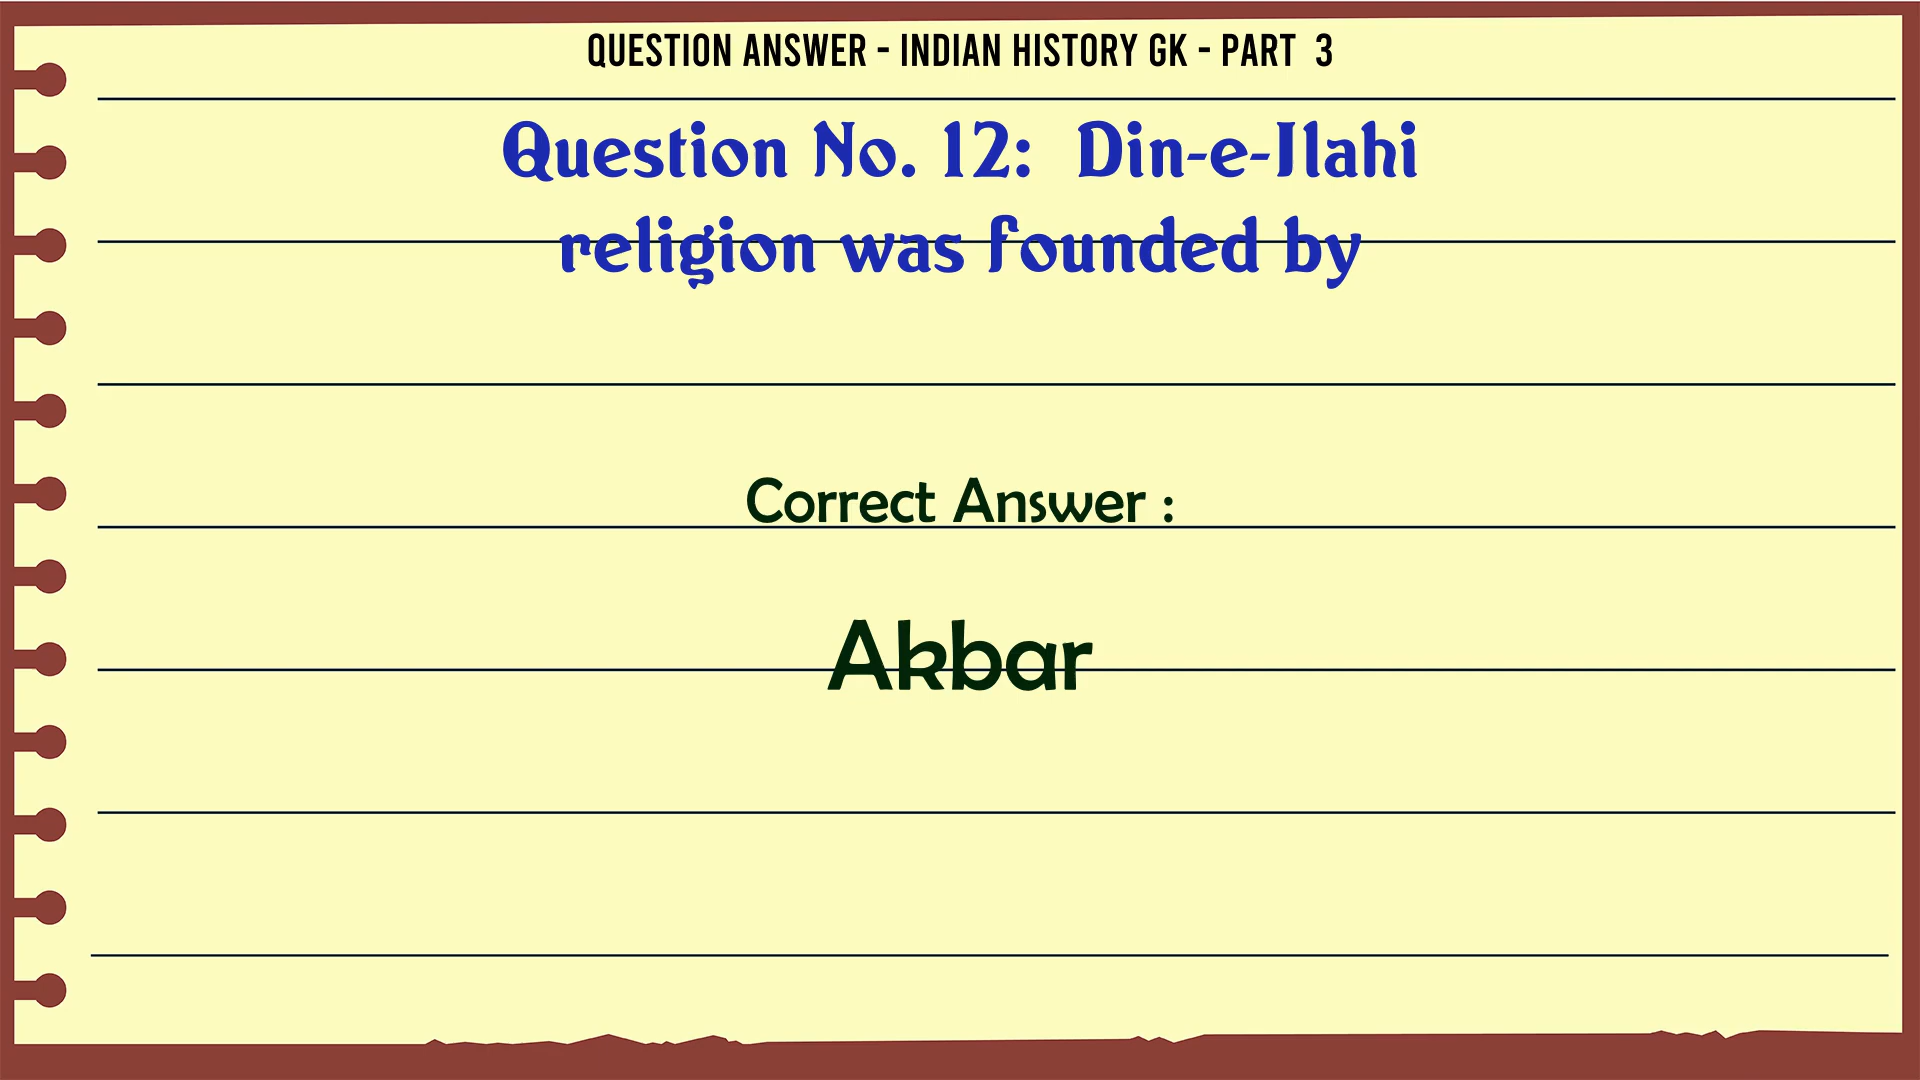 QUESTION ANSWER - INDIAN HISTORY GK - PART 3
Question No. 12: Din-e-Ilahi
religion was founded by
Correct Answer :
Akbar